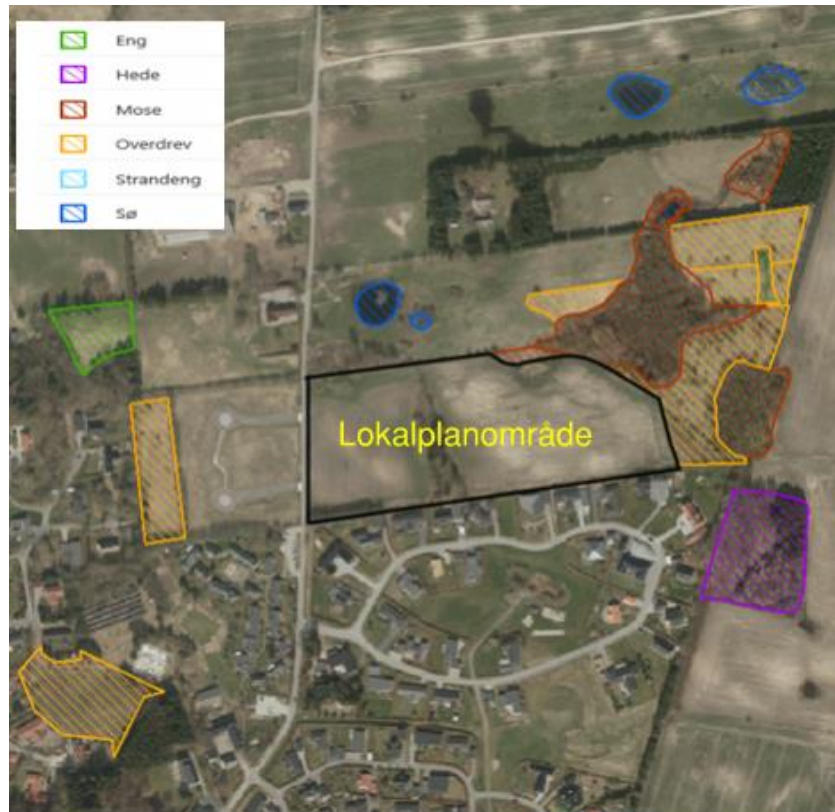 Eng
Hede
Mose
Overdrev
Strandeng
Sø
Lokalplanområde